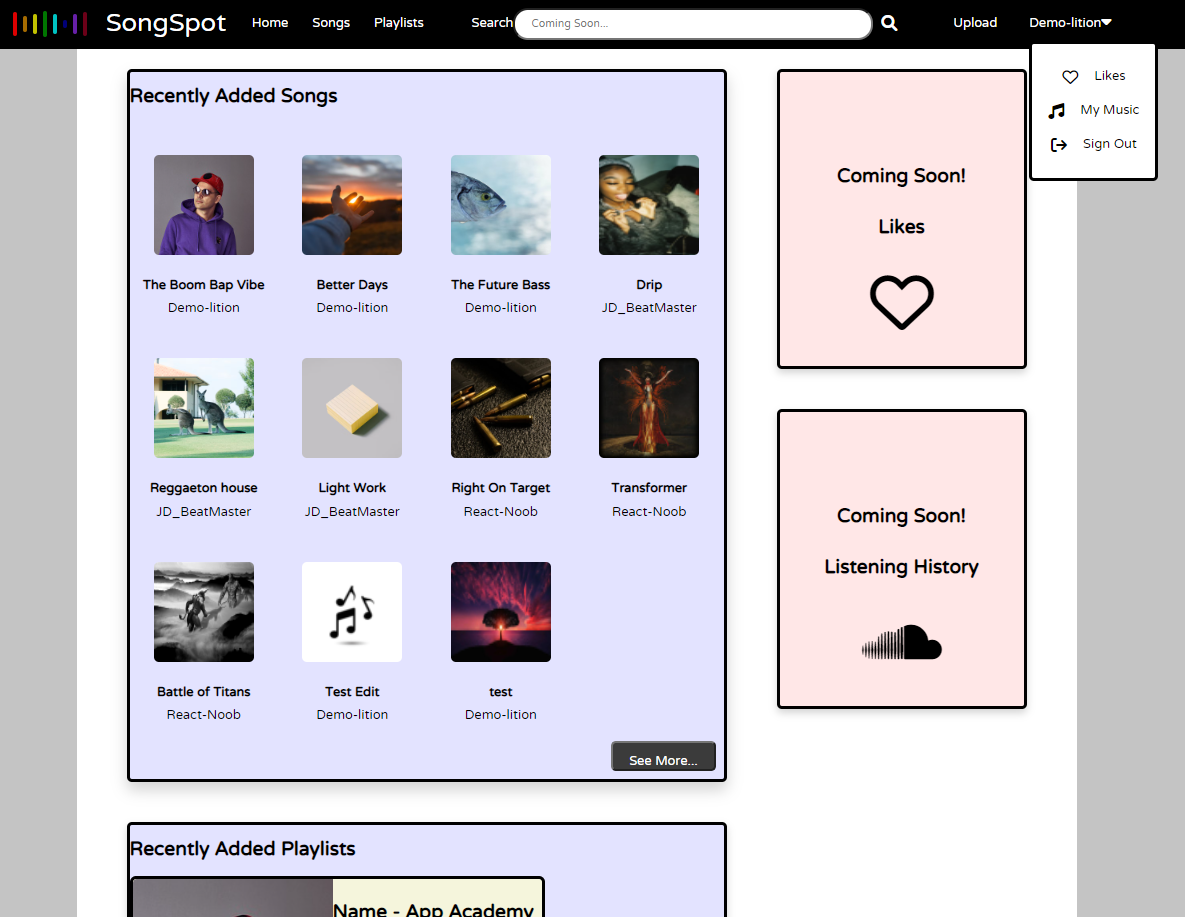 SongSpot Home Songs Playlists Search Coming Soon... Upload Demo-lition
Likes
My Music
Sign Out
Recently Added Songs
The Boom Bap Vibe Better Days The Future Bass Drip
Demo-lition Demo-lition Demo-lition JD_BeatMaster
Reggaeton house Light Work Right On Target Transformer
JD_BeatMaster JD_BeatMaster React-Noob React-Noob
Battle of Titans Test Edit test
React-Noob Demo-lition Demo-lition
See More...
Coming Soon!
Likes
Coming Soon!
Listening History
Recently Added Playlists
Name - App Academy